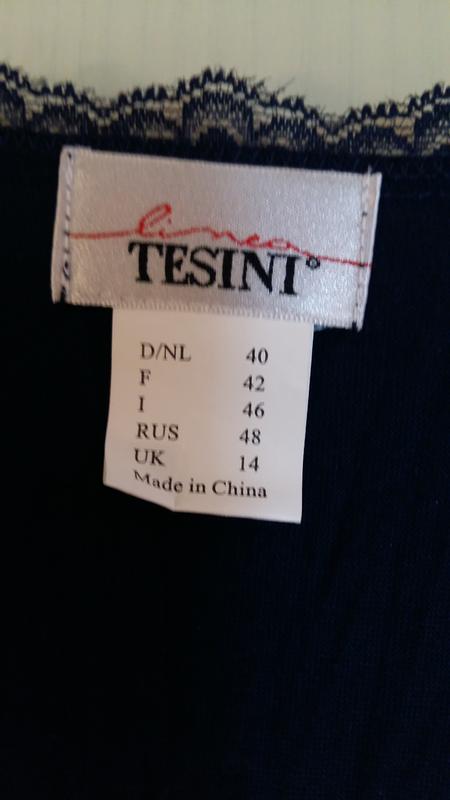 linea
TESINI®
D/NL 40
F 42
I 46
RUS 48
UK 14
Made in China